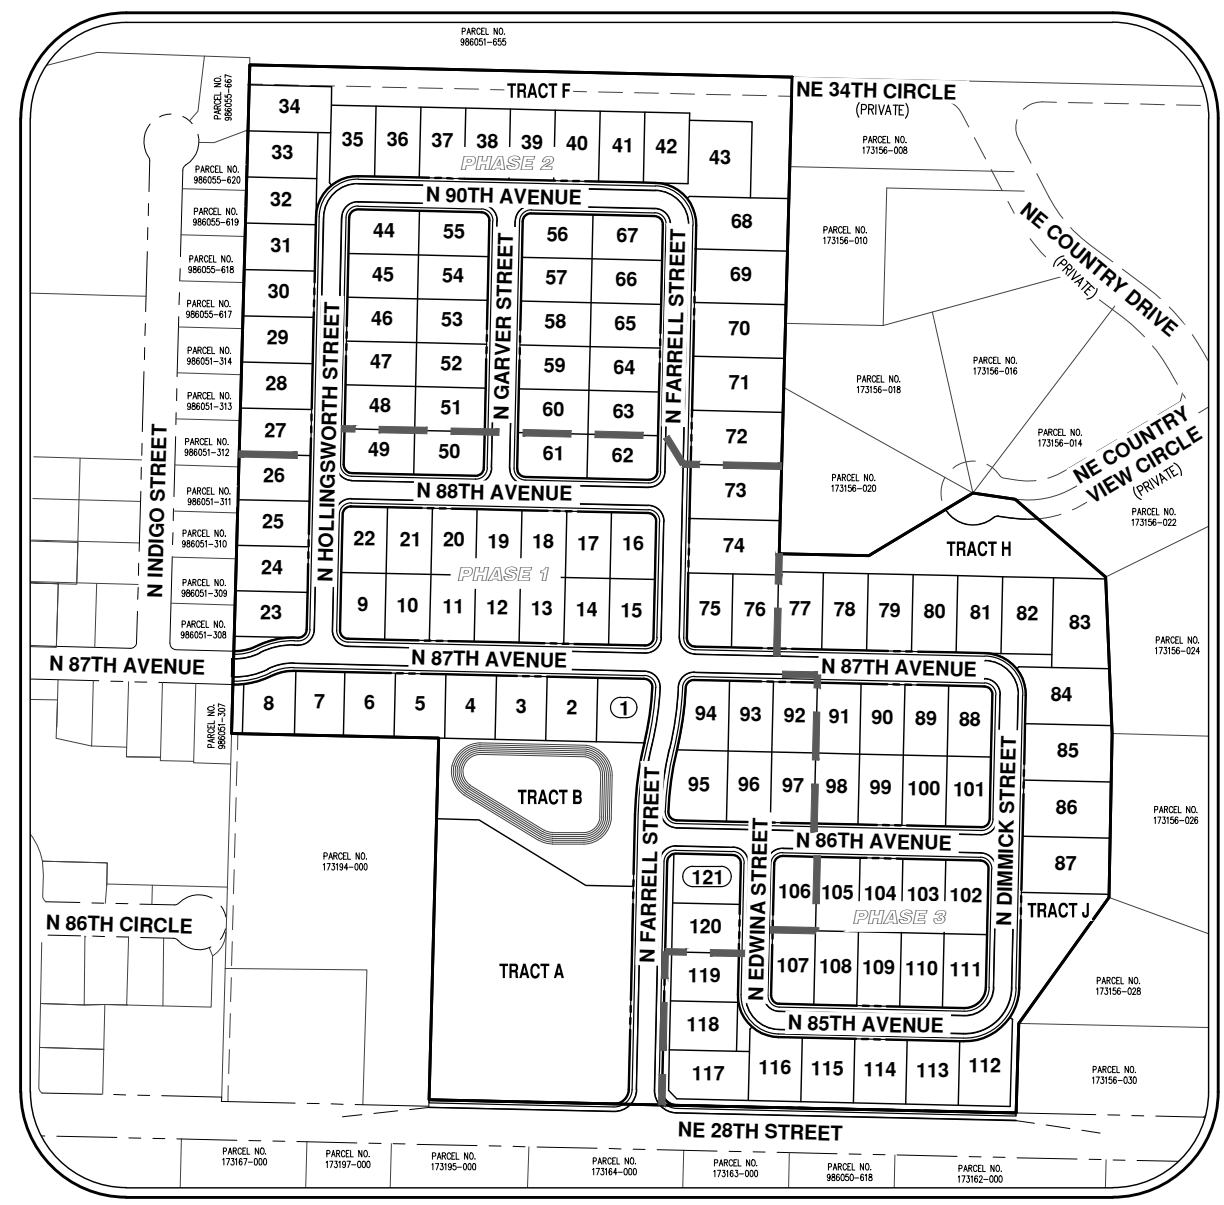 PARCEL NO.
986051-655
PARCEL NO.
986055-667
TRACT F
NE 34TH CIRCLE
(PRIVATE)
34
35
36
37
38
39
40
41
42
43
PHASE 2
PARCEL NO.
173156-008
33
PARCEL NO.
986055-620
32
N 90TH AVENUE
PARCEL NO.
986055-619
44
55
56
67
68
NE COUNTRY DRIVE
(PRIVATE)
PARCEL NO.
173156-010
31
PARCEL NO.
986055-618
45
54
57
66
69
30
PARCEL NO.
986055-617
46
53
58
65
70
N HOLLINGSWORTH STREET
N GARVER STREET
N FARRELL STREET
29
PARCEL NO.
986051-314
47
52
59
64
71
PARCEL NO.
173156-018
PARCEL NO.
173156-016
28
PARCEL NO.
986051-313
48
51
60
63
72
27
PARCEL NO.
986051-312
49
50
61
62
PARCEL NO.
173156-014
NE COUNTRY
VIEW CIRCLE
(PRIVATE)
26
PARCEL NO.
986051-311
N 88TH AVENUE
73
PARCEL NO.
173156-020
PARCEL NO.
173156-022
N INDIGO STREET
25
PARCEL NO.
986051-310
22
21
20
19
18
17
16
74
TRACT H
24
PHASE 1
PARCEL NO.
986051-309
23
9
10
11
12
13
14
15
75
76
77
78
79
80
81
82
83
PARCEL NO.
986051-308
PARCEL NO.
173156-024
N 87TH AVENUE
N 87TH AVENUE
N 87TH AVENUE
84
8
7
6
5
4
3
2
1
94
93
92
91
90
89
88
PARCEL NO.
986051-307
85
TRACT B
95
96
97
98
99
100
101
86
PARCEL NO.
173156-026
N DIMMICK STREET
N FARRELL STREET
N EDWINA STREET
N 86TH AVENUE
PARCEL NO.
173194-000
87
121
106
105
104
103
102
PHASE 3
TRACT J
N 86TH CIRCLE
120
TRACT A
119
107
108
109
110
111
PARCEL NO.
173156-028
118
N 85TH AVENUE
117
116
115
114
113
112
PARCEL NO.
173156-030
NE 28TH STREET
PARCEL NO.
173167-000
PARCEL NO.
173197-000
PARCEL NO.
173195-000
PARCEL NO.
173164-000
PARCEL NO.
173163-000
PARCEL NO.
986050-618
PARCEL NO.
173162-000